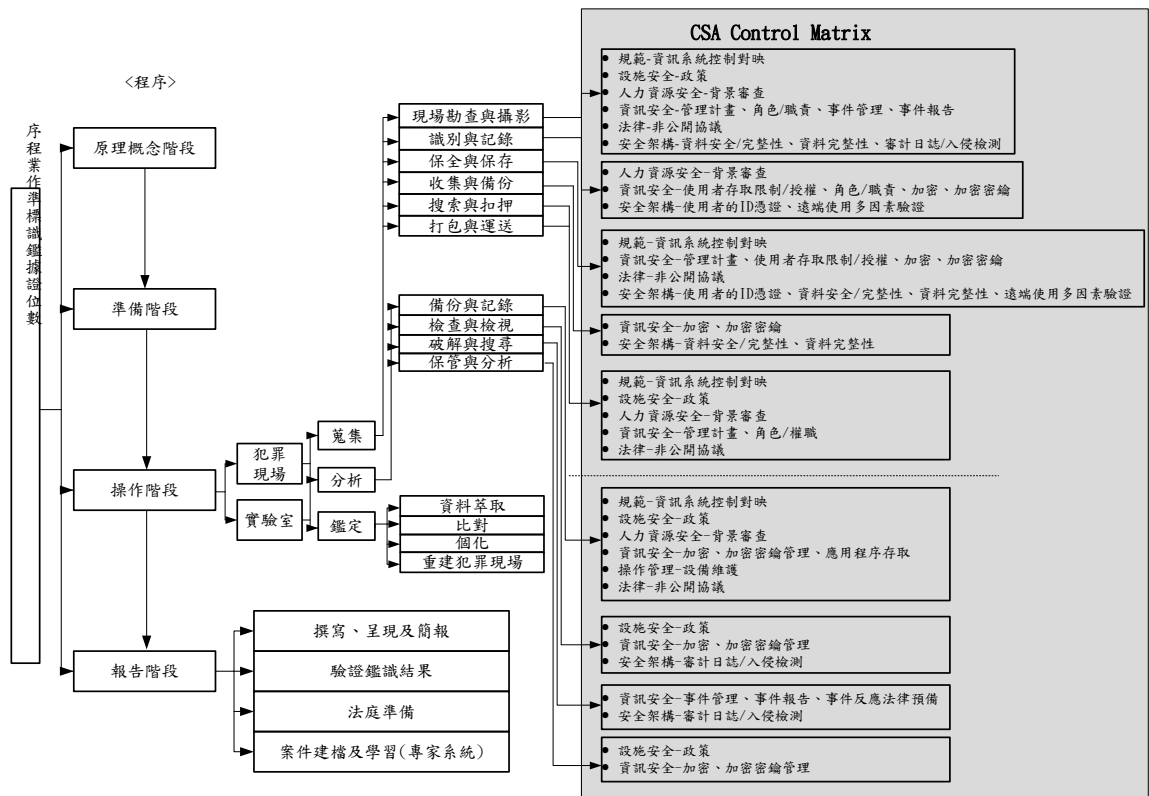 CSA Control Matrix
<程序>
序程業作準標識鑑據證位數
原理概念階段
準備階段
操作階段
報告階段
犯罪
現場
實驗室
蒐集
分析
鑑定
現場勘查與攝影
識別與記錄
保全與保存
收集與備份
搜索與扣押
打包與運送
備份與記錄
檢查與檢視
破解與搜尋
保管與分析
資料萃取
比對
個化
重建犯罪現場
撰寫、呈現及簡報
驗證鑑識結果
法庭準備
案件建檔及學習(專家系統)
● 規範-資訊系統控制對映
● 設施安全-政策
● 人力資源安全-背景審查
● 資訊安全-管理計畫、角色/職責、事件管理、事件報告
● 法律-非公開協議
● 安全架構-資料安全/完整性、資料完整性、審計日誌/入侵檢測
● 人力資源安全-背景審查
● 資訊安全-使用者存取限制/授權、角色/職責、加密、加密密鑰
● 安全架構-使用者的ID憑證、遠端使用多因素驗證
● 規範-資訊系統控制對映
● 資訊安全-管理計畫、使用者存取限制/授權、加密、加密密鑰
● 法律-非公開協議
● 安全架構-使用者的ID憑證、資料安全/完整性、資料完整性、遠端使用多因素驗證
● 資訊安全-加密、加密密鑰
● 安全架構-資料安全/完整性、資料完整性
● 規範-資訊系統控制對映
● 設施安全-政策
● 人力資源安全-背景審查
● 資訊安全-管理計畫、角色/權職
● 法律-非公開協議
● 規範-資訊系統控制對映
● 設施安全-政策
● 人力資源安全-背景審查
● 資訊安全-加密、加密密鑰管理、應用程序存取
● 操作管理-設備維護
● 法律-非公開協議
● 設施安全-政策
● 資訊安全-加密、加密密鑰管理
● 安全架構-審計日誌/入侵檢測
● 資訊安全-事件管理、事件報告、事件反應法律預備
● 安全架構-審計日誌/入侵檢測
● 設施安全-政策
● 資訊安全-加密、加密密鑰管理